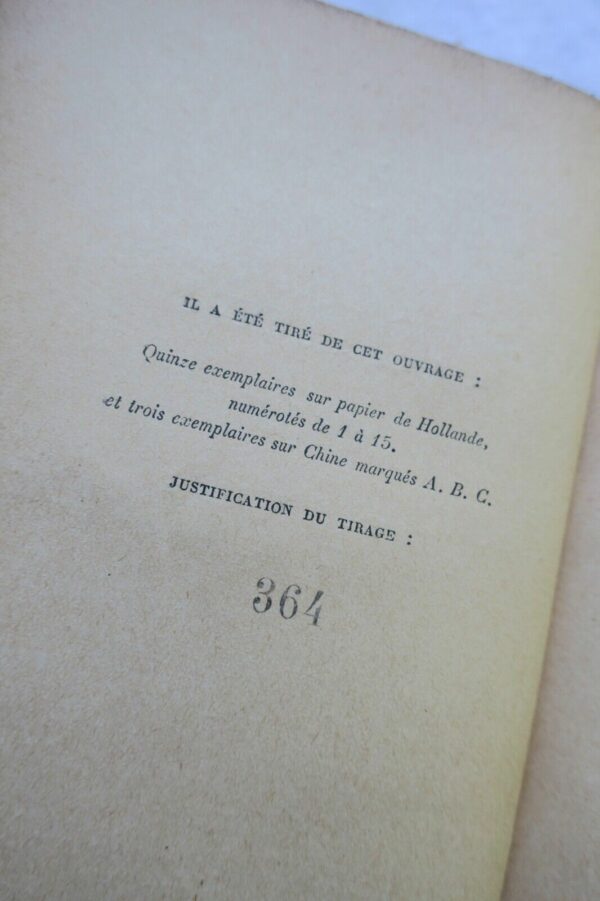 IL A ÉTÉ TIRÉ DE CET OUVRAGE :
Quinze exemplaires sur papier de Hollande,
numérotés de 1 à 15.
et trois exemplaires sur Chine marqués A. B. C.
JUSTIFICATION DU TIRAGE :
364